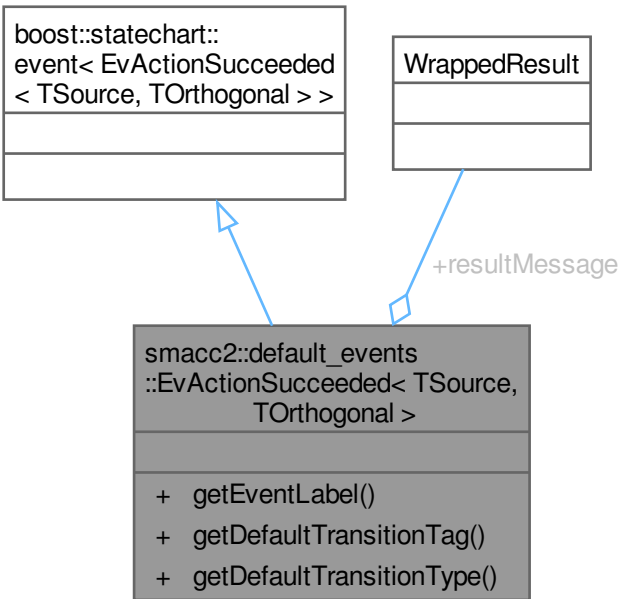 boost::statechart::
event< EvActionSucceeded
< TSource, TOrthogonal > >
WrappedResult
+resultMessage
smacc2::default_events
::EvActionSucceeded< TSource,
TOrthogonal >
+ getEventLabel()
+ getDefaultTransitionTag()
+ getDefaultTransitionType()